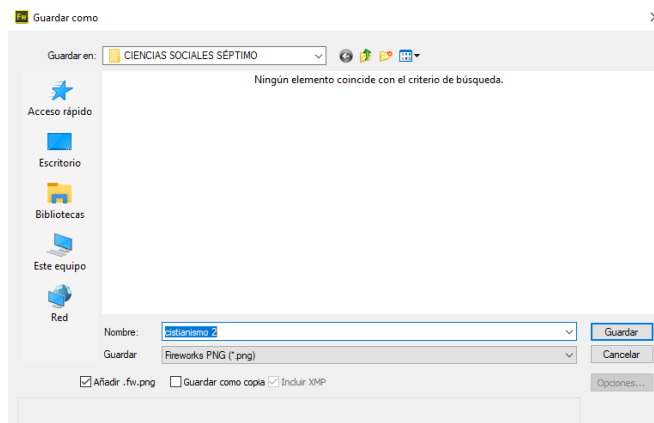 Fw Guardar como
Guardar en: CIENCIAS SOCIALES SÉPTIMO
Ningún elemento coincide con el criterio de búsqueda.
Acceso rápido
Escritorio
Bibliotecas
Este equipo
Red
Nombre: cistianismo 2 Guardar
Guardar Fireworks PNG (*.png) Cancelar
Añadir .fw.png Guardar como copia Incluir XMP Opciones...